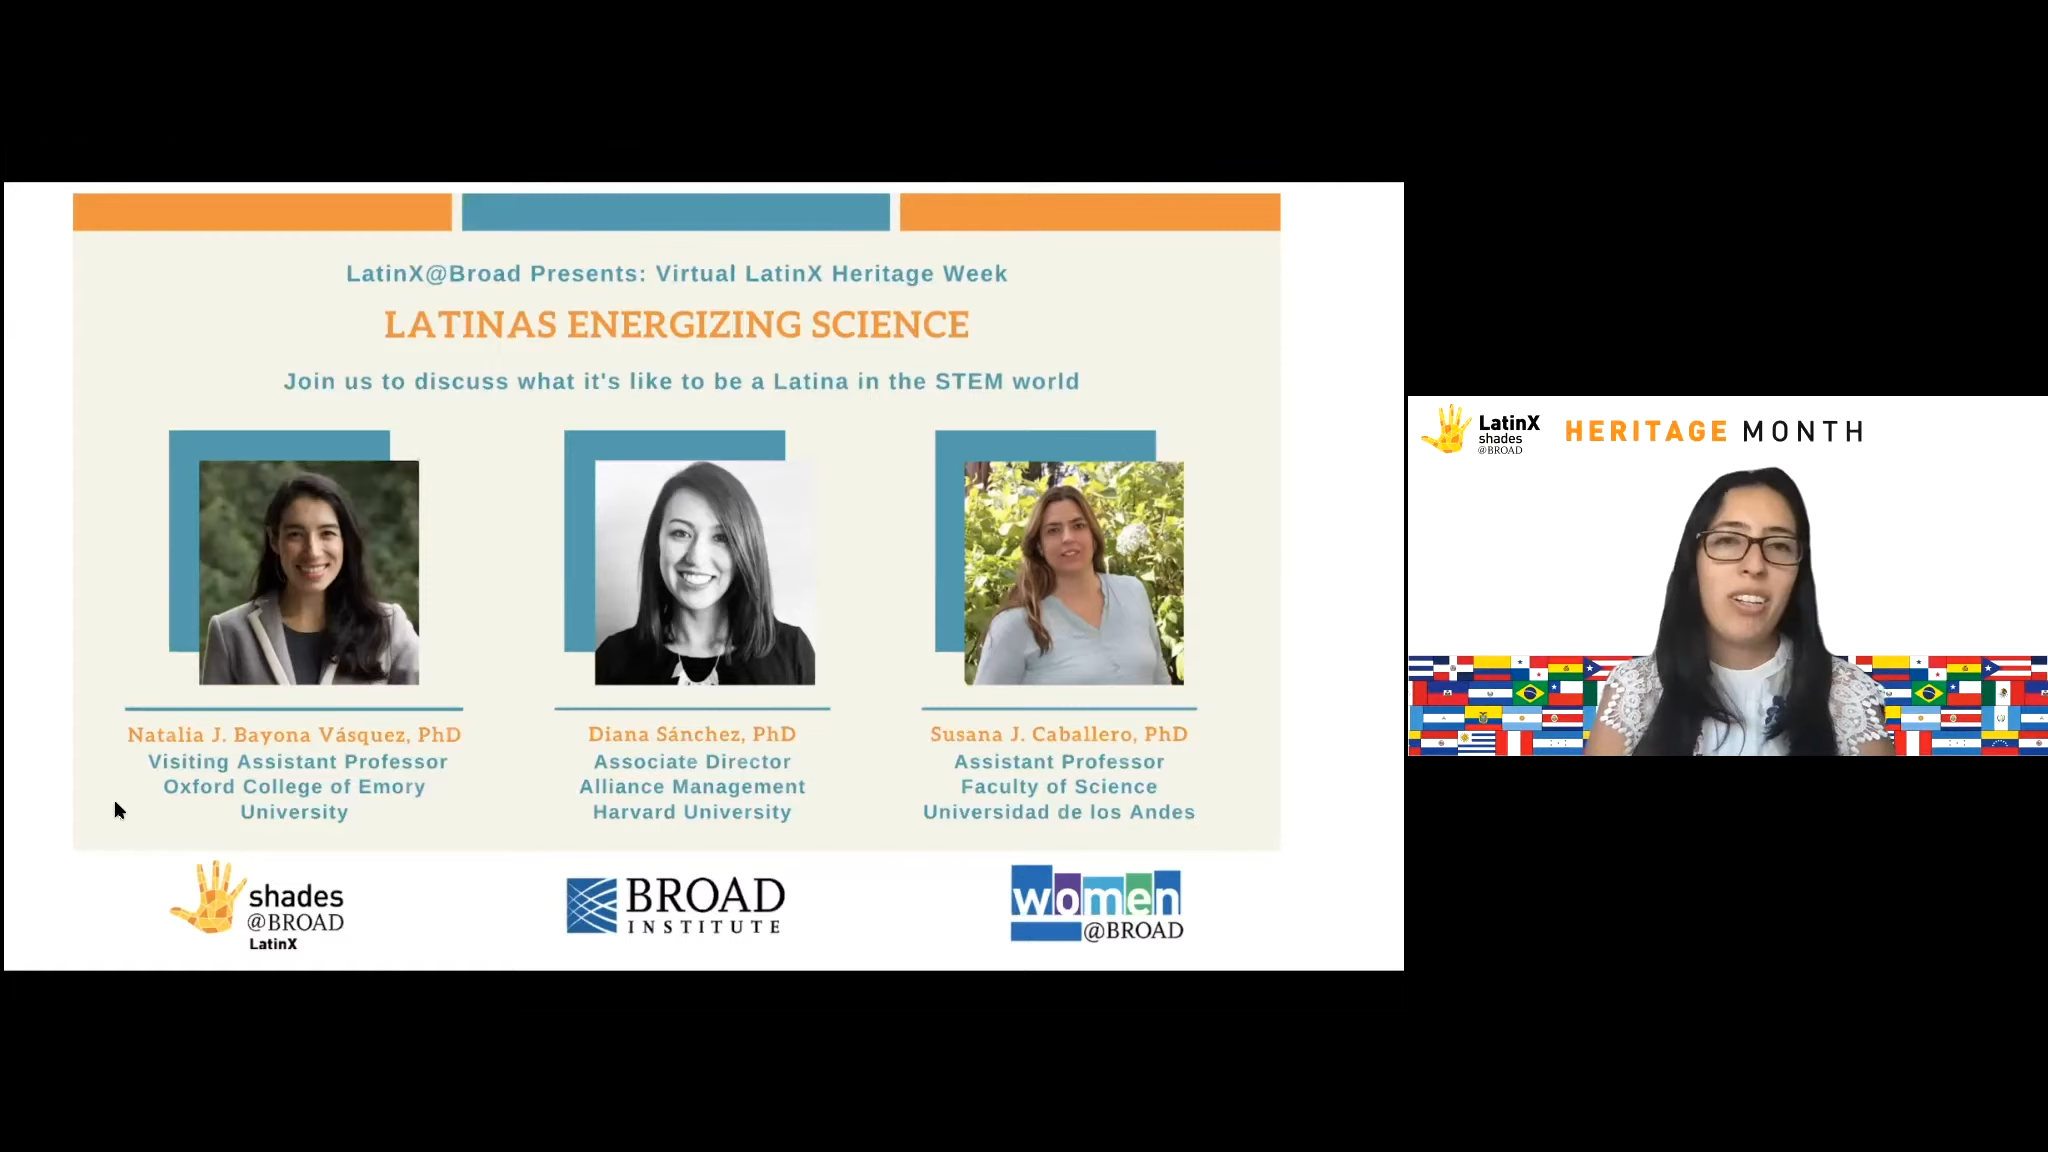 LatinX@Broad Presents: Virtual LatinX Heritage Week
LATINAS ENERGIZING SCIENCE
Join us to discuss what it's like to be a Latina in the STEM world
Natalia J. Bayona Vásquez, PhD
Visiting Assistant Professor
Oxford College of Emory
University
Diana Sánchez, PhD
Associate Director
Alliance Management
Harvard University
Susana J. Caballero, PhD
Assistant Professor
Faculty of Science
Universidad de los Andes
shades
@BROAD
LatinX
BROAD
INSTITUTE
women
@BROAD
LatinX
shades
@BROAD
HERITAGE MONTH